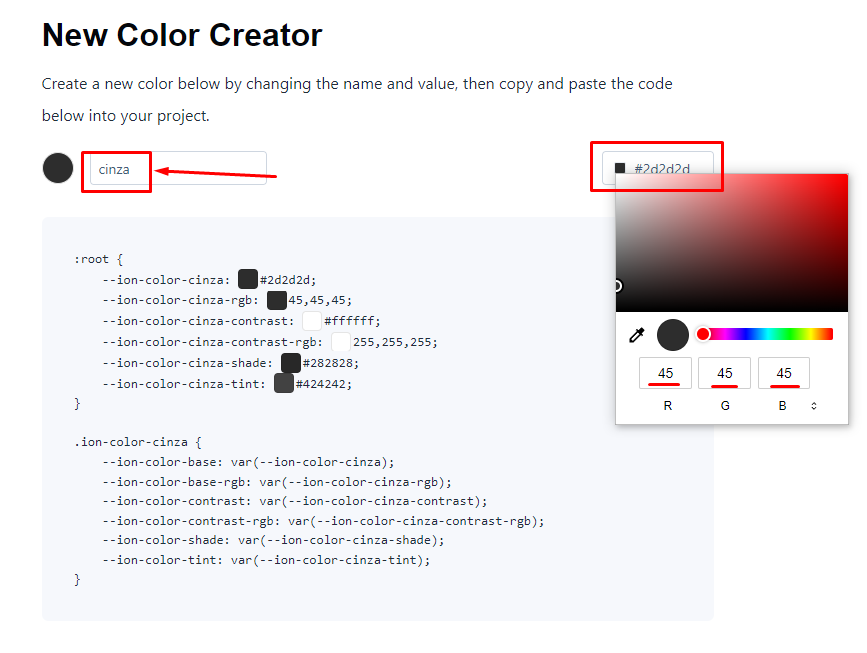 New Color Creator
Create a new color below by changing the name and value, then copy and paste the code
below into your project.
cinza
#2d2d2d
:root {
--ion-color-cinza: #2d2d2d;
--ion-color-cinza-rgb: 45,45,45;
--ion-color-cinza-contrast: #ffffff;
--ion-color-cinza-contrast-rgb: 255,255,255;
--ion-color-cinza-shade: #282828;
--ion-color-cinza-tint: #424242;
}
45 45 45
R G B
.ion-color-cinza {
--ion-color-base: var(--ion-color-cinza);
--ion-color-base-rgb: var(--ion-color-cinza-rgb);
--ion-color-contrast: var(--ion-color-cinza-contrast);
--ion-color-contrast-rgb: var(--ion-color-cinza-contrast-rgb);
--ion-color-shade: var(--ion-color-cinza-shade);
--ion-color-tint: var(--ion-color-cinza-tint);
}